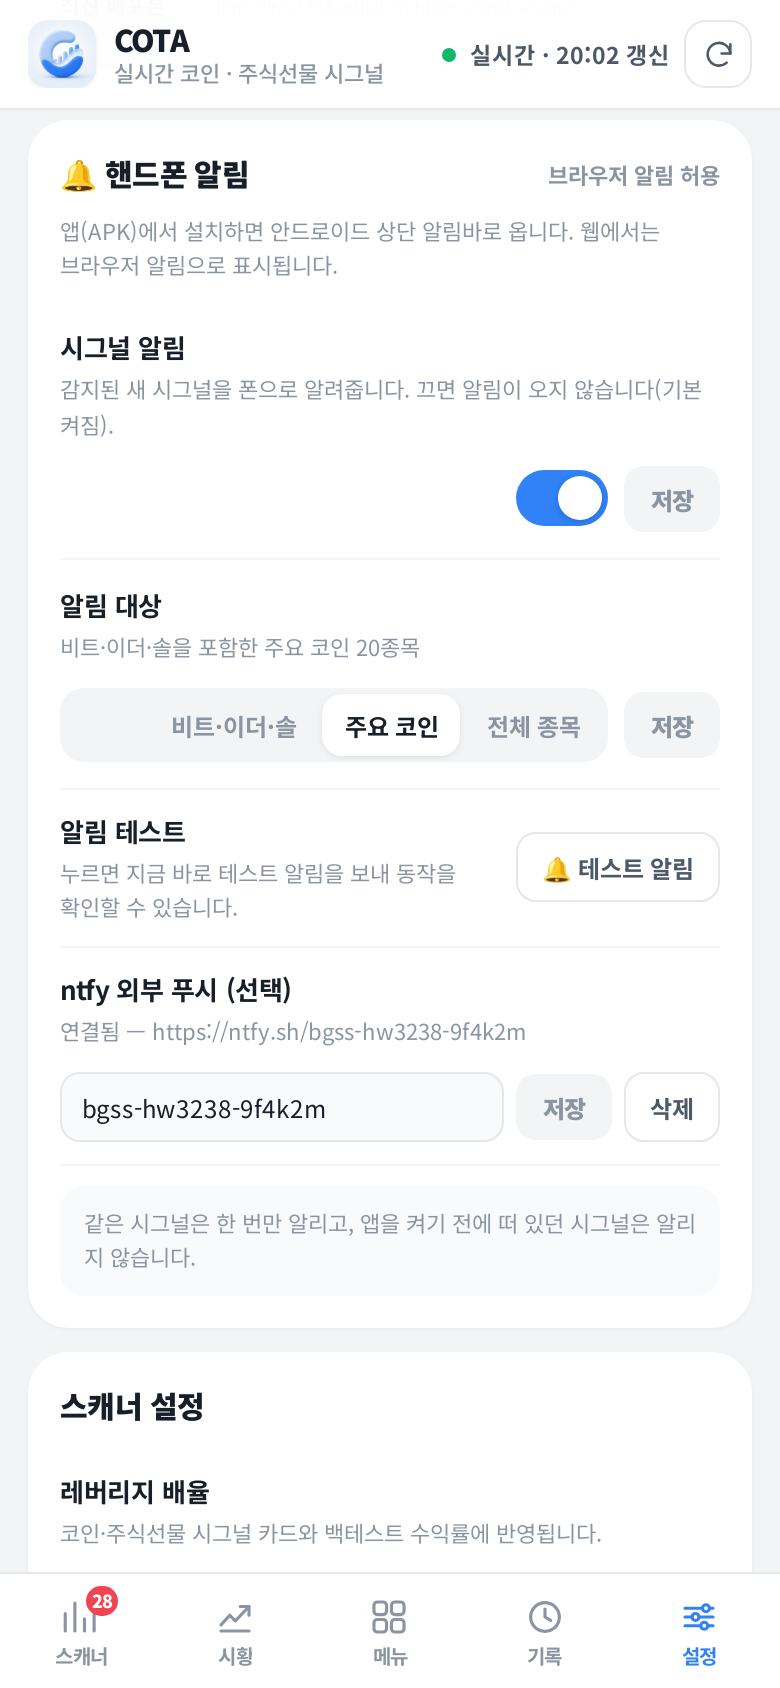 COTA
실시간 코인 · 주식선물 시그널
실시간 · 20:02 갱신
🔔 핸드폰 알림
브라우저 알림 허용
앱(APK)에서 설치하면 안드로이드 상단 알림바로 옵니다. 웹에서는
브라우저 알림으로 표시됩니다.
시그널 알림
감지된 새 시그널을 폰으로 알려줍니다. 끄면 알림이 오지 않습니다(기본
켜짐).
저장
알림 대상
비트·이더·솔을 포함한 주요 코인 20종목
비트·이더·솔
주요 코인
전체 종목
저장
알림 테스트
누르면 지금 바로 테스트 알림을 보내 동작을
확인할 수 있습니다.
🔔 테스트 알림
ntfy 외부 푸시 (선택)
연결됨 — https://ntfy.sh/bgss-hw3238-9f4k2m
bgss-hw3238-9f4k2m
저장
삭제
같은 시그널은 한 번만 알리고, 앱을 켜기 전에 떠 있던 시그널은 알리
지 않습니다.
스캐너 설정
레버리지 배율
코인·주식선물 시그널 카드와 백테스트 수익률에 반영됩니다.
28
스캐너
시황
메뉴
기록
설정